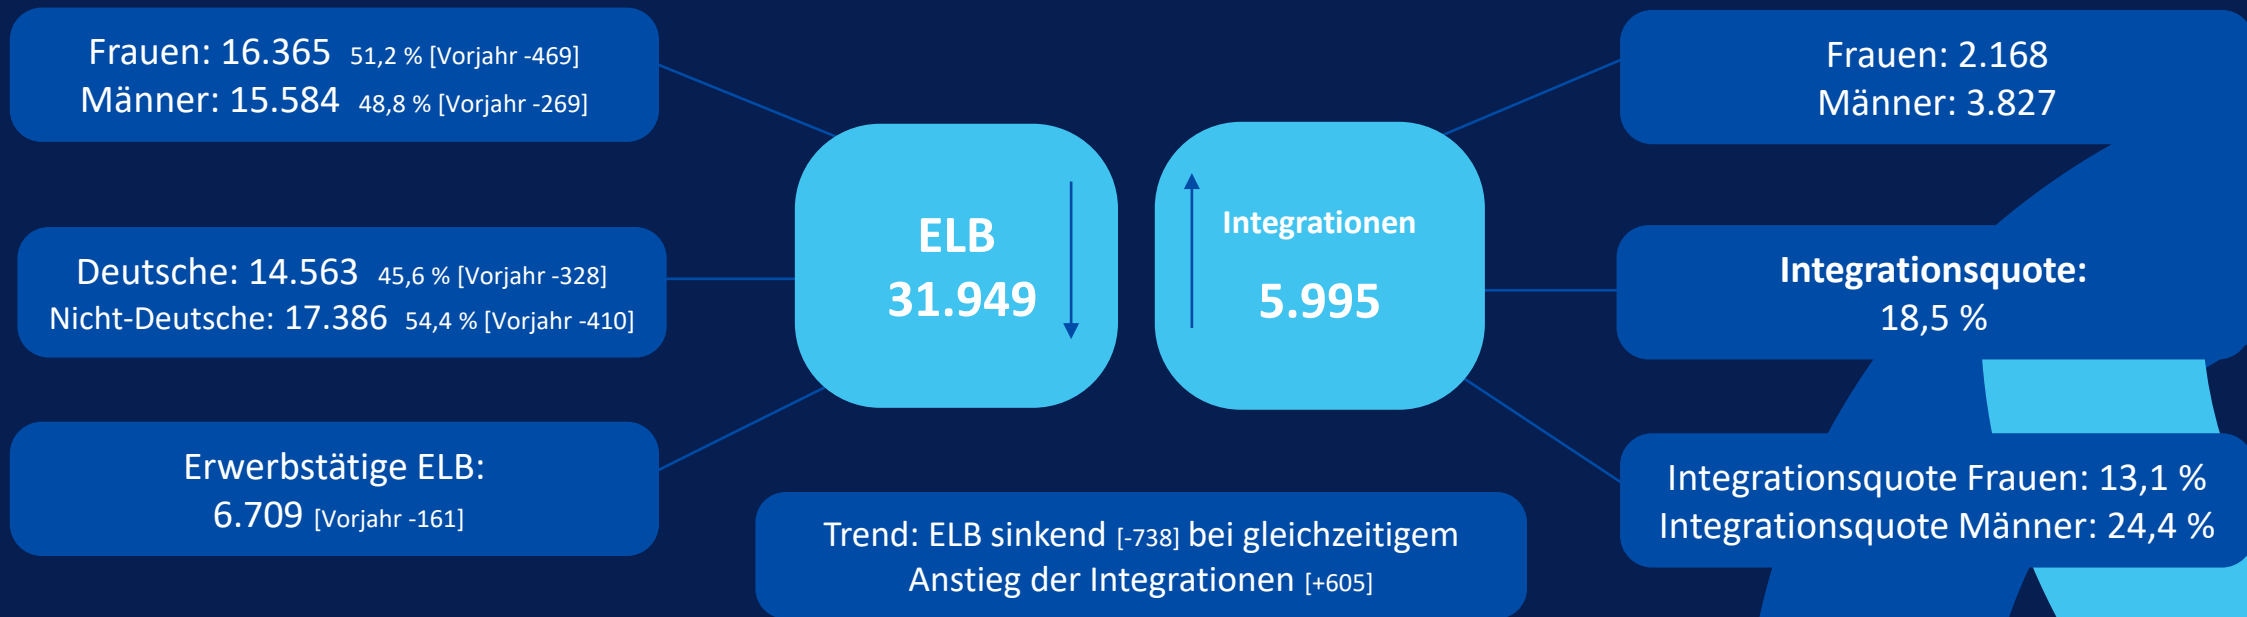 Frauen: 16.365 51,2 % [Vorjahr -469]
Männer: 15.584 48,8 % [Vorjahr -269]
Deutsche: 14.563 45,6 % [Vorjahr -328]
Nicht-Deutsche: 17.386 54,4 % [Vorjahr -410]
Erwerbstätige ELB:
6.709 [Vorjahr -161]
ELB
31.949
Integrationen
5.995
Trend: ELB sinkend [-738] bei gleichzeitigem
Anstieg der Integrationen [+605]
Frauen: 2.168
Männer: 3.827
Integrationsquote:
18,5 %
Integrationsquote Frauen: 13,1 %
Integrationsquote Männer: 24,4 %